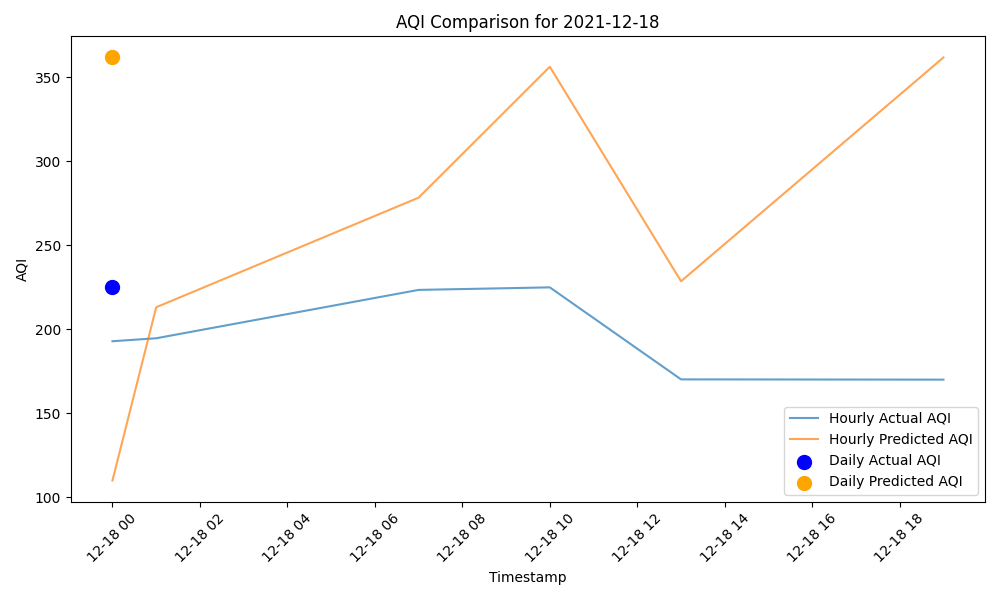 AQI Comparison for 2021-12-18
AQI
350
300
250
200
150
100
Hourly Actual AQI
Hourly Predicted AQI
Daily Actual AQI
Daily Predicted AQI
12-18 00
12-18 02
12-18 04
12-18 06
12-18 08
12-18 10
12-18 12
12-18 14
12-18 16
12-18 18
Timestamp